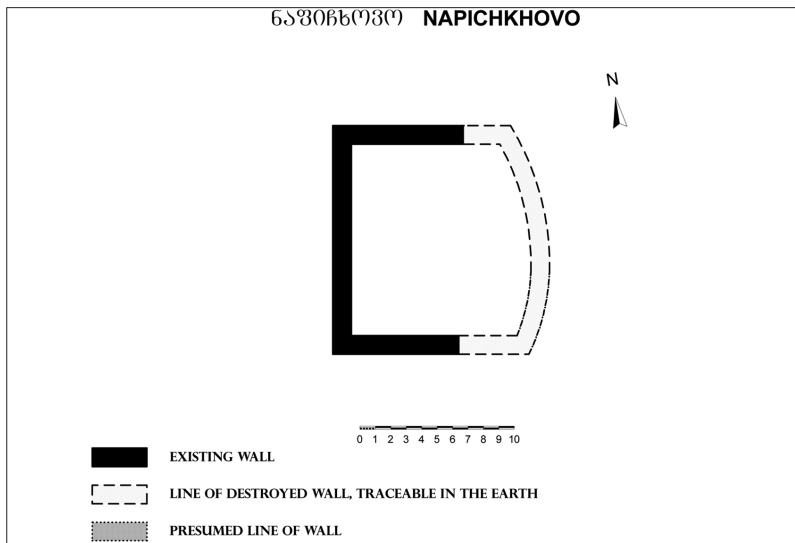 ნაფიჩხოვო NAPICHKHOVO
N
0 1 2 3 4 5 6 7 8 9 10
EXISTING WALL
LINE OF DESTROYED WALL, TRACEABLE IN THE EARTH
PRESUMED LINE OF WALL